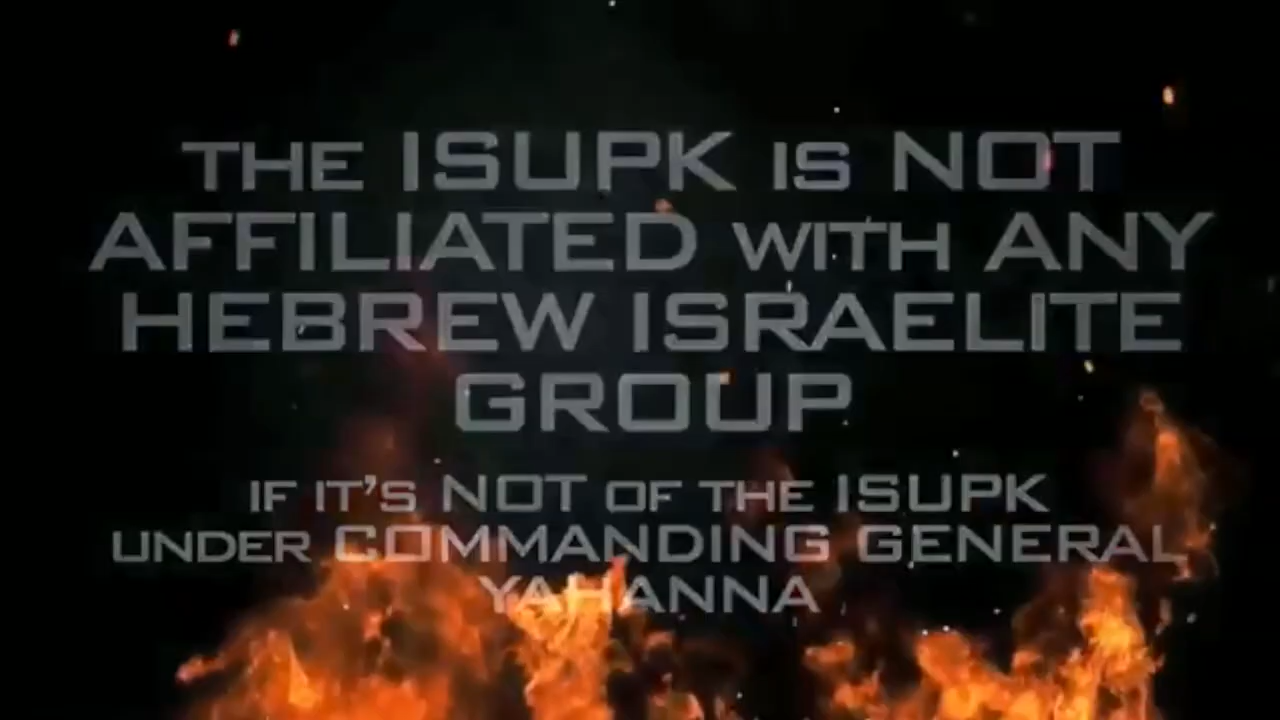 THE ISUPK IS NOT
AFFILIATED WITH ANY
HEBREW ISRAELITE
GROUP
IF IT'S NOT OF THE ISUPK
UNDER COMMANDING GENERAL
YAHANNA